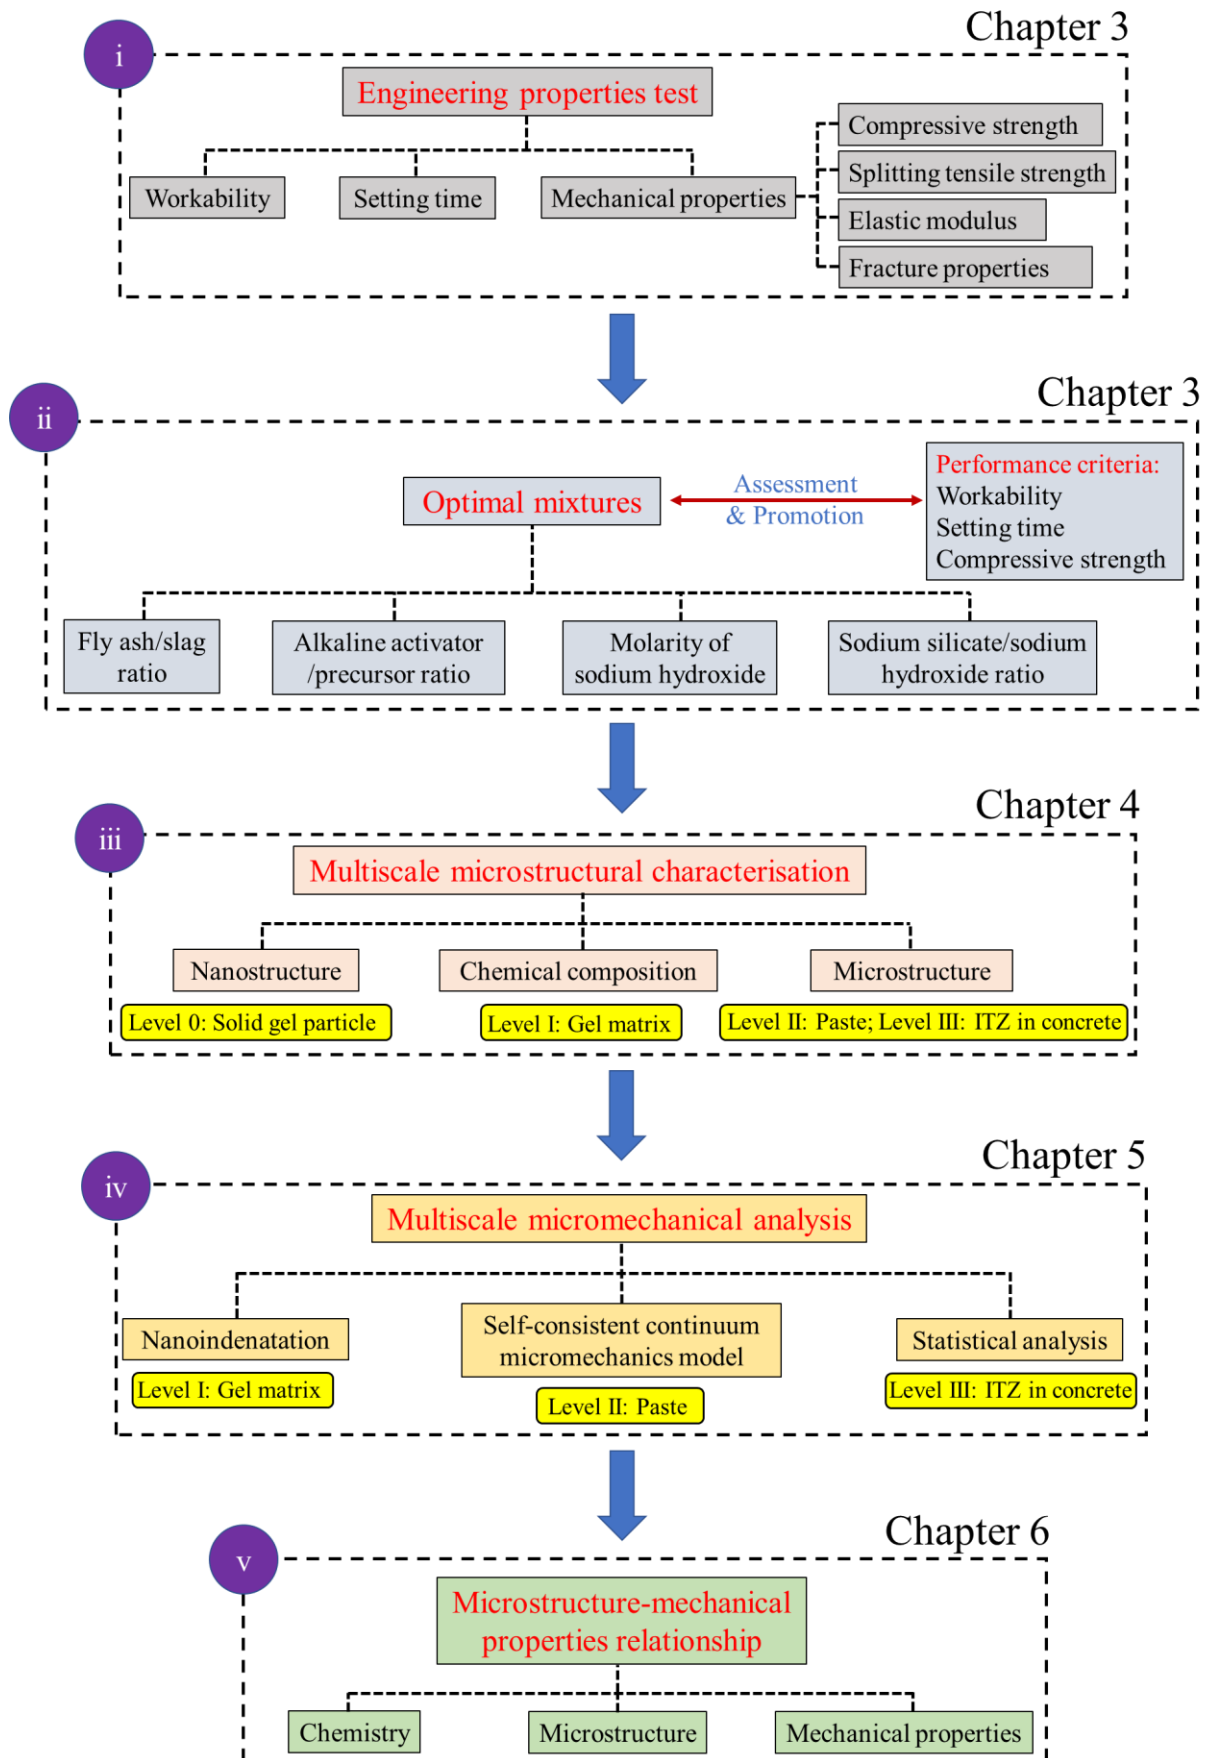 Chapter 3
i
Engineering properties test
Workability
Setting time
Mechanical properties
Compressive strength
Splitting tensile strength
Elastic modulus
Fracture properties
Chapter 3
ii
Optimal mixtures
Assessment
& Promotion
Performance criteria:
Workability
Setting time
Compressive strength
Fly ash/slag
ratio
Alkaline activator
/precursor ratio
Molarity of
sodium hydroxide
Sodium silicate/sodium
hydroxide ratio
Chapter 4
iii
Multiscale microstructural characterisation
Nanostructure
Chemical composition
Microstructure
Level 0: Solid gel particle
Level I: Gel matrix
Level II: Paste; Level III: ITZ in concrete
Chapter 5
iv
Multiscale micromechanical analysis
Nanoindenatation
Self-consistent continuum
micromechanics model
Statistical analysis
Level I: Gel matrix
Level II: Paste
Level III: ITZ in concrete
Chapter 6
v
Microstructure-mechanical
properties relationship
Chemistry
Microstructure
Mechanical properties